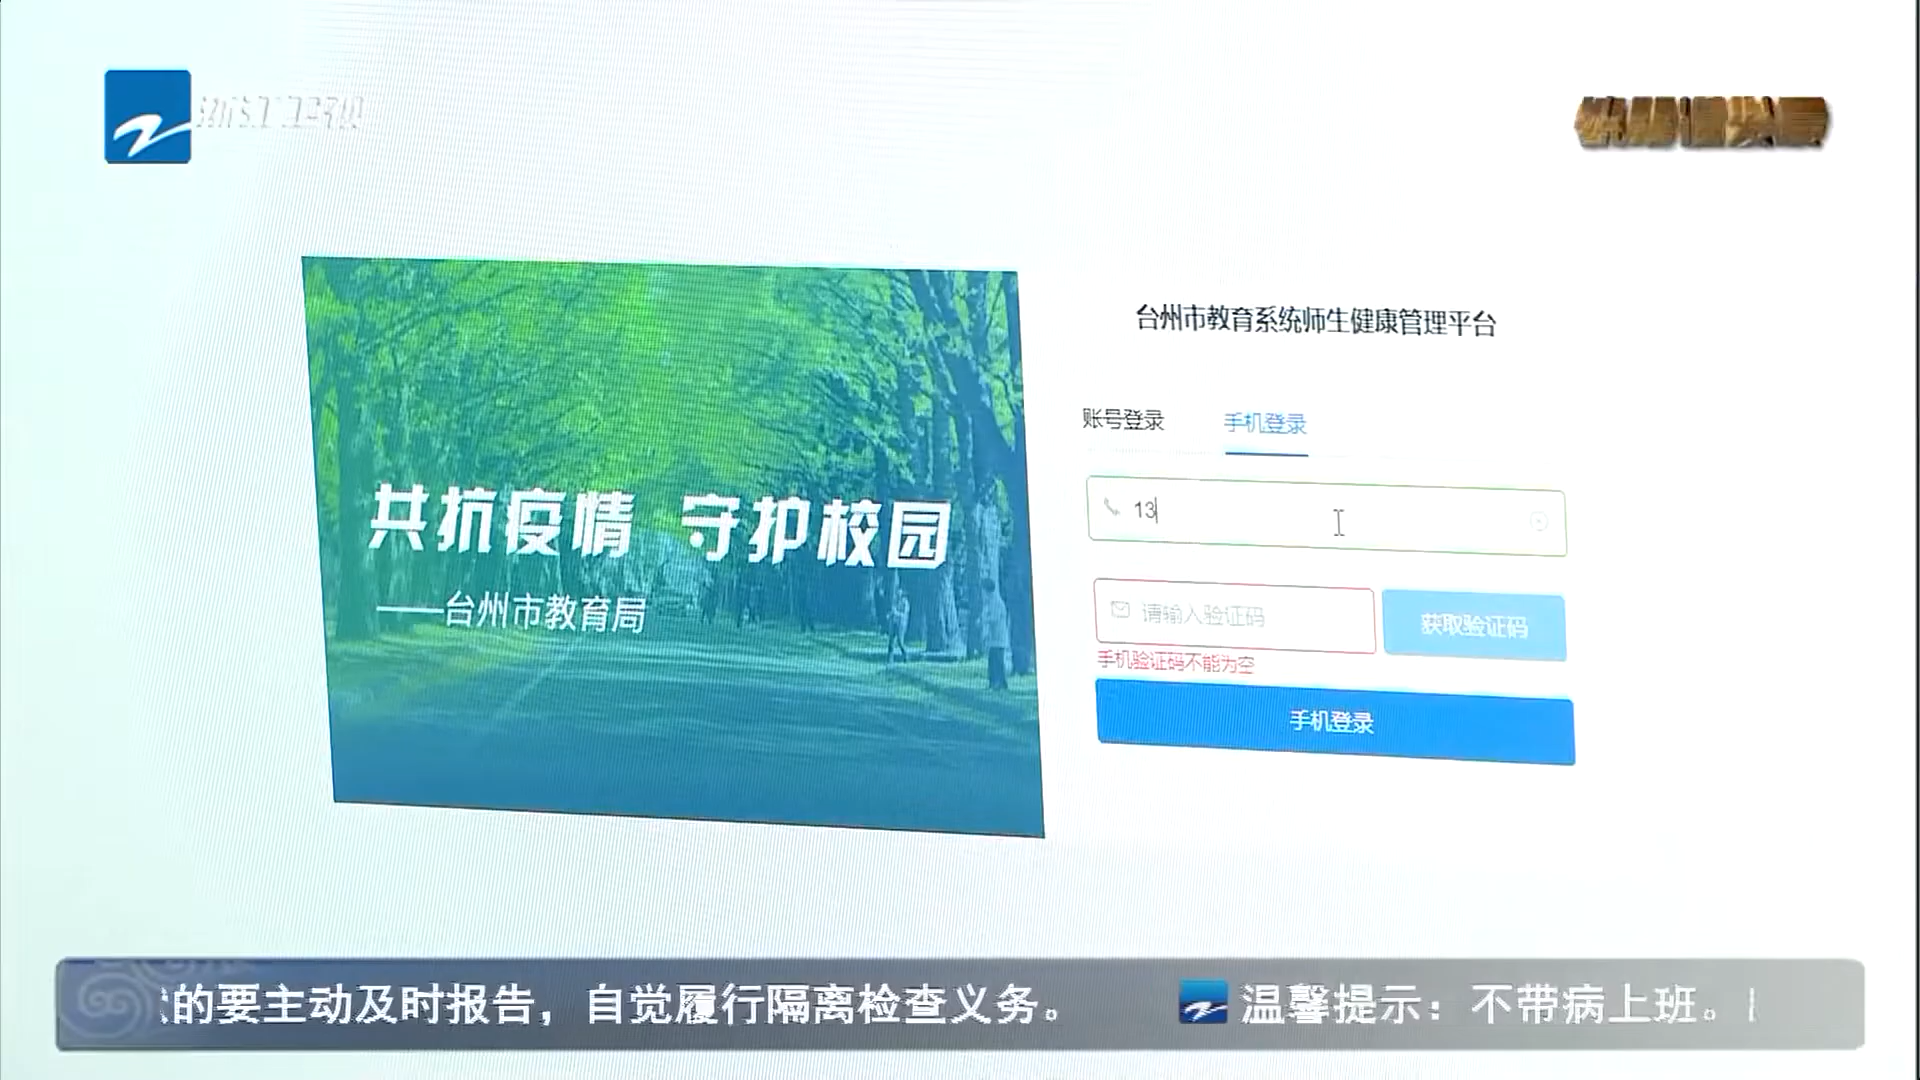 浙江卫视
台州市教育系统师生健康管理平台
账号登录 手机登录
13
共抗疫情 守护校园
——台州市教育局
请输入验证码 获取验证码
手机验证码不能为空
手机登录
的要主动及时报告，自觉履行隔离检查义务。 温馨提示：不带病上班。